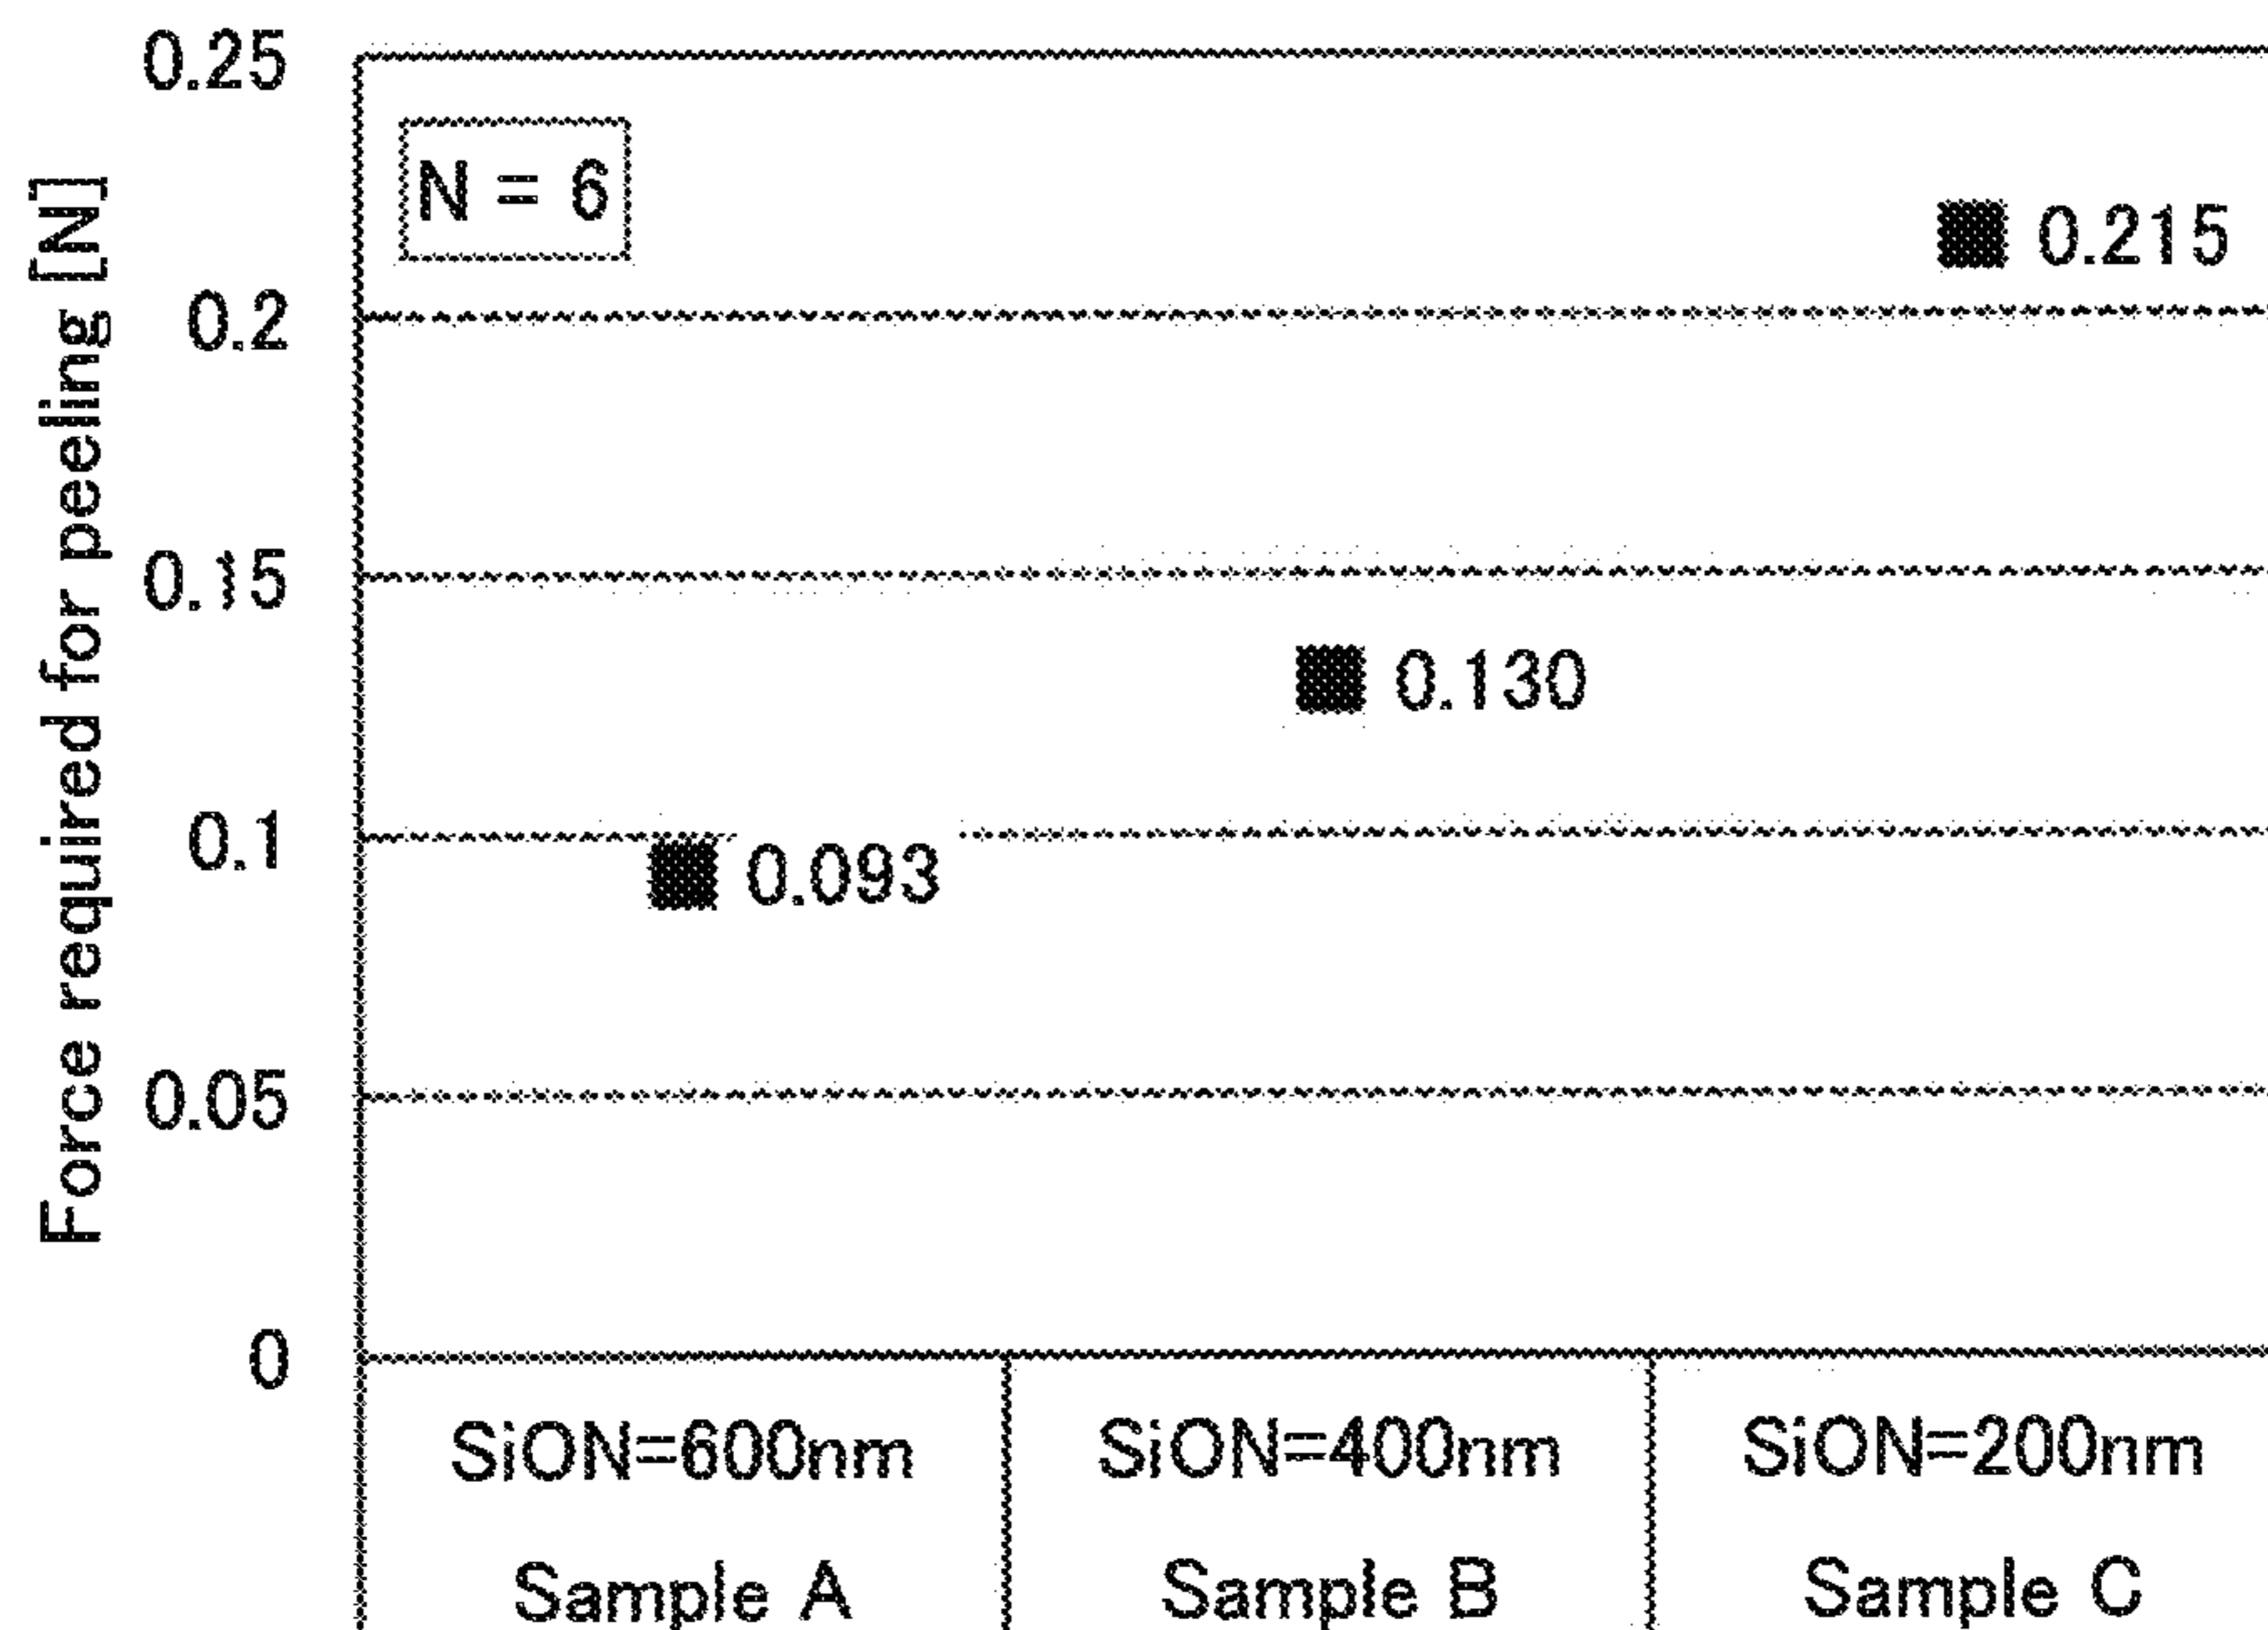 Force required for peeling [N]
0.25
0.2
0.15
0.1
0.05
0
N = 6
0.215
0.130
0.093
SiON=600nm
SiON=400nm
SiON=200nm
Sample A
Sample B
Sample C